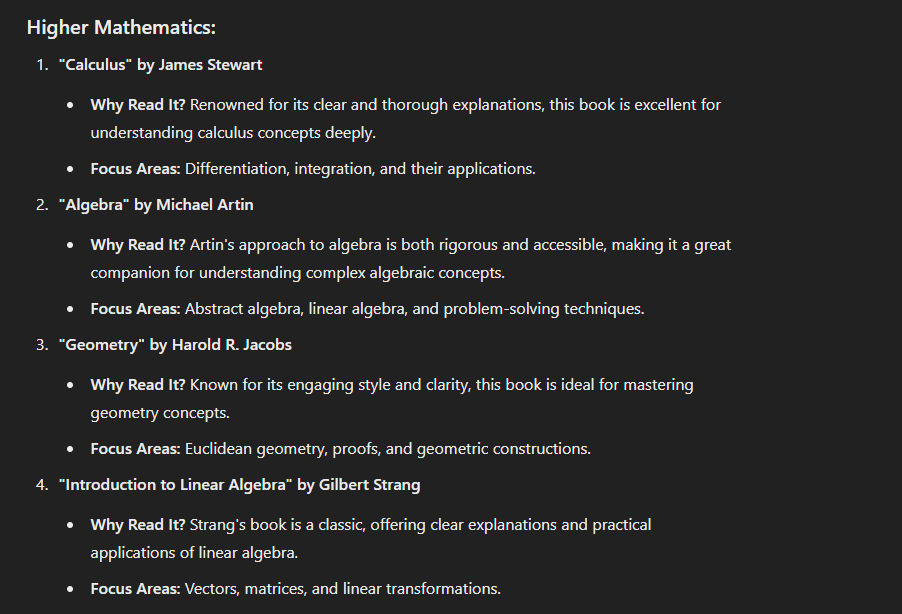 Higher Mathematics:
1. "Calculus" by James Stewart
• Why Read It? Renowned for its clear and thorough explanations, this book is excellent for
understanding calculus concepts deeply.
• Focus Areas: Differentiation, integration, and their applications.
2. "Algebra" by Michael Artin
• Why Read It? Artin's approach to algebra is both rigorous and accessible, making it a great
companion for understanding complex algebraic concepts.
• Focus Areas: Abstract algebra, linear algebra, and problem-solving techniques.
3. "Geometry" by Harold R. Jacobs
• Why Read It? Known for its engaging style and clarity, this book is ideal for mastering
geometry concepts.
• Focus Areas: Euclidean geometry, proofs, and geometric constructions.
4. "Introduction to Linear Algebra" by Gilbert Strang
• Why Read It? Strang's book is a classic, offering clear explanations and practical
applications of linear algebra.
• Focus Areas: Vectors, matrices, and linear transformations.